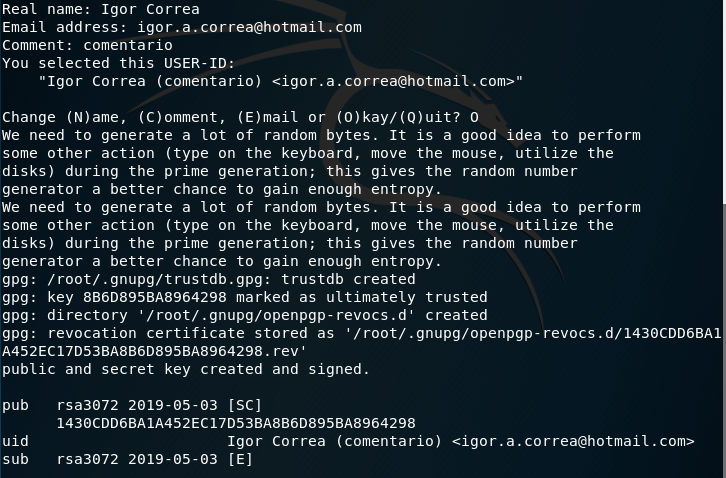 Real name: Igor Correa
Email address: igor.a.correa@hotmail.com
Comment: comentario
You selected this USER-ID:
    "Igor Correa (comentario) <igor.a.correa@hotmail.com>"

Change (N)ame, (C)omment, (E)mail or (O)kay/(Q)uit? O
We need to generate a lot of random bytes. It is a good idea to perform
some other action (type on the keyboard, move the mouse, utilize the
disks) during the prime generation; this gives the random number
generator a better chance to gain enough entropy.
We need to generate a lot of random bytes. It is a good idea to perform
some other action (type on the keyboard, move the mouse, utilize the
disks) during the prime generation; this gives the random number
generator a better chance to gain enough entropy.
gpg: /root/.gnupg/trustdb.gpg: trustdb created
gpg: key 8B6D895BA8964298 marked as ultimately trusted
gpg: directory '/root/.gnupg/openpgp-revocs.d' created
gpg: revocation certificate stored as '/root/.gnupg/openpgp-revocs.d/1430CDD6BA1
A452EC17D53BA8B6D895BA8964298.rev'
public and secret key created and signed.

pub   rsa3072 2019-05-03 [SC]
      1430CDD6BA1A452EC17D53BA8B6D895BA8964298
uid                      Igor Correa (comentario) <igor.a.correa@hotmail.com>
sub   rsa3072 2019-05-03 [E]